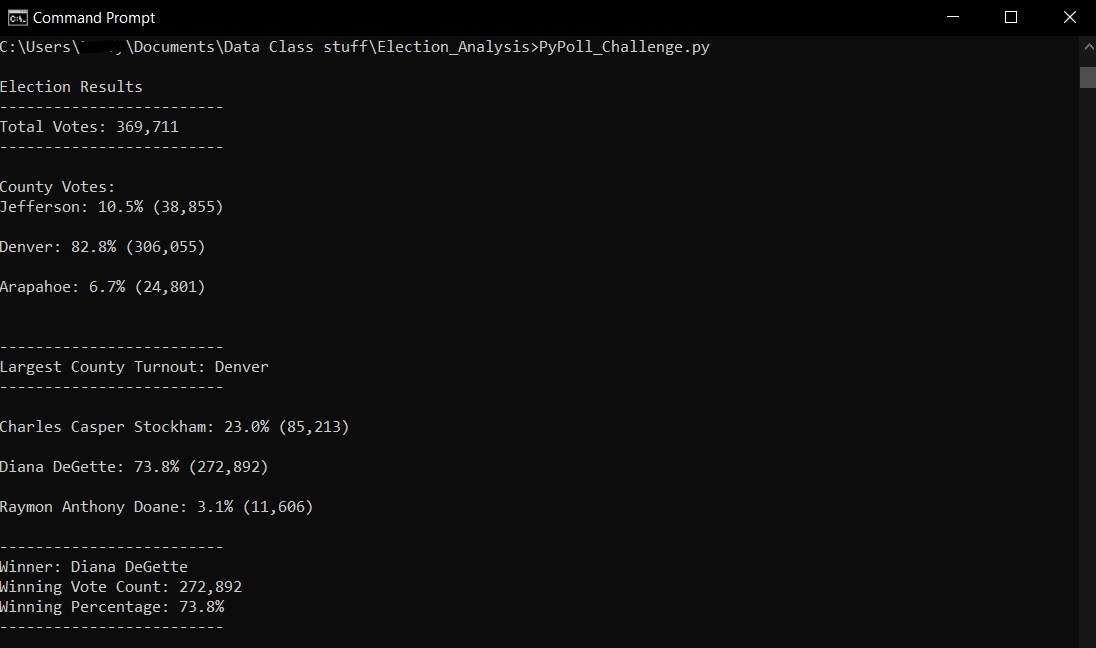 Command Prompt
C:\Users\ \Documents\Data Class stuff\Election_Analysis>PyPoll_Challenge.py
Election Results
-------------------------
Total Votes: 369,711
-------------------------
County Votes:
Jefferson: 10.5% (38,855)
Denver: 82.8% (306,055)
Arapahoe: 6.7% (24,801)
-------------------------
Largest County Turnout: Denver
-------------------------
Charles Casper Stockham: 23.0% (85,213)
Diana DeGette: 73.8% (272,892)
Raymon Anthony Doane: 3.1% (11,606)
-------------------------
Winner: Diana DeGette
Winning Vote Count: 272,892
Winning Percentage: 73.8%
-------------------------